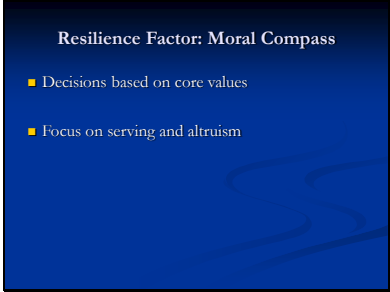 Resilience Factor: Moral Compass
Decisions based on core values
Focus on serving and altruism